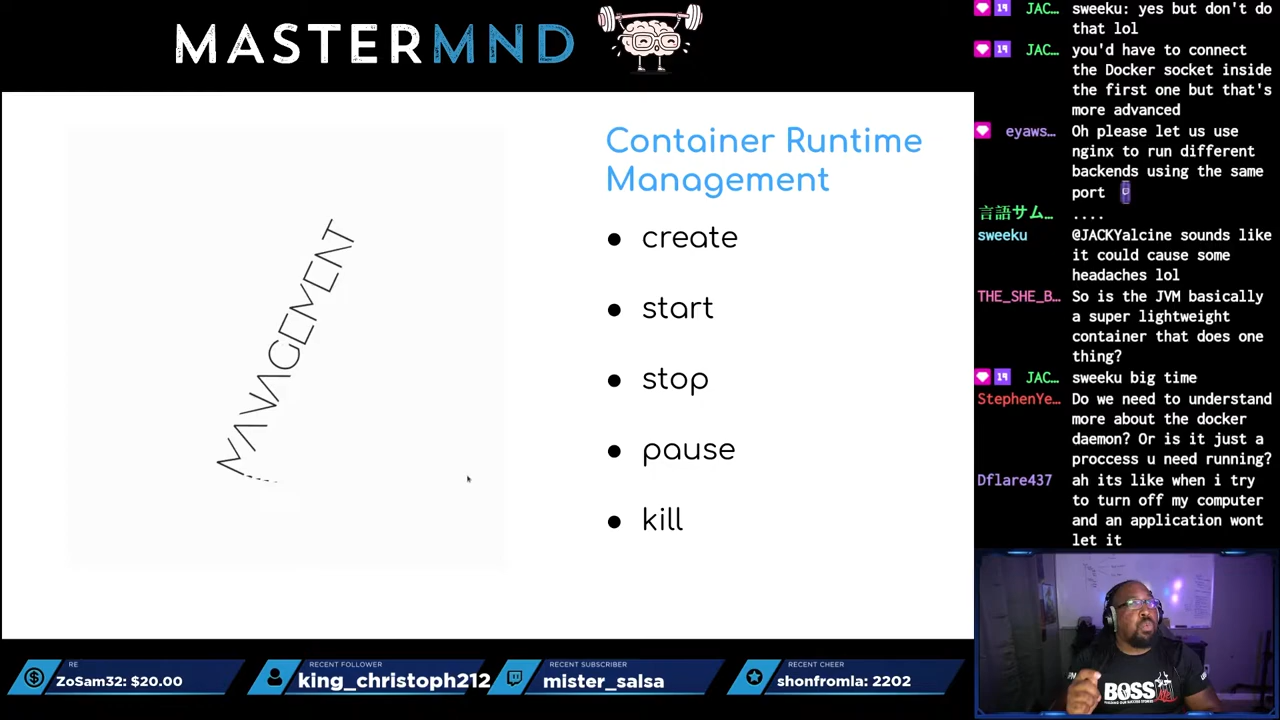 MASTERMND
Container Runtime
Management
● create
● start
● stop
● pause
● kill
MANAGEMENT
JAC… sweeku: yes but don't do
that lol
JAC… you'd have to connect
the Docker socket inside
the first one but that's
more advanced
eyaws… Oh please let us use
nginx to run different
backends using the same
port
言語サム… ....
sweeku @JACKYalcine sounds like
it could cause some
headaches lol
THE_SHE_B… So is the JVM basically
a super lightweight
container that does one
thing?
JAC… sweeku big time
StephenYe… Do we need to understand
more about the docker
daemon? Or is it just a
proccess u need running?
Dflare437 ah its like when i try
to turn off my computer
and an application wont
let it
BOSS
RE
ZoSam32: $20.00
RECENT FOLLOWER
king_christoph212
RECENT SUBSCRIBER
mister_salsa
RECENT CHEER
shonfromla: 2202